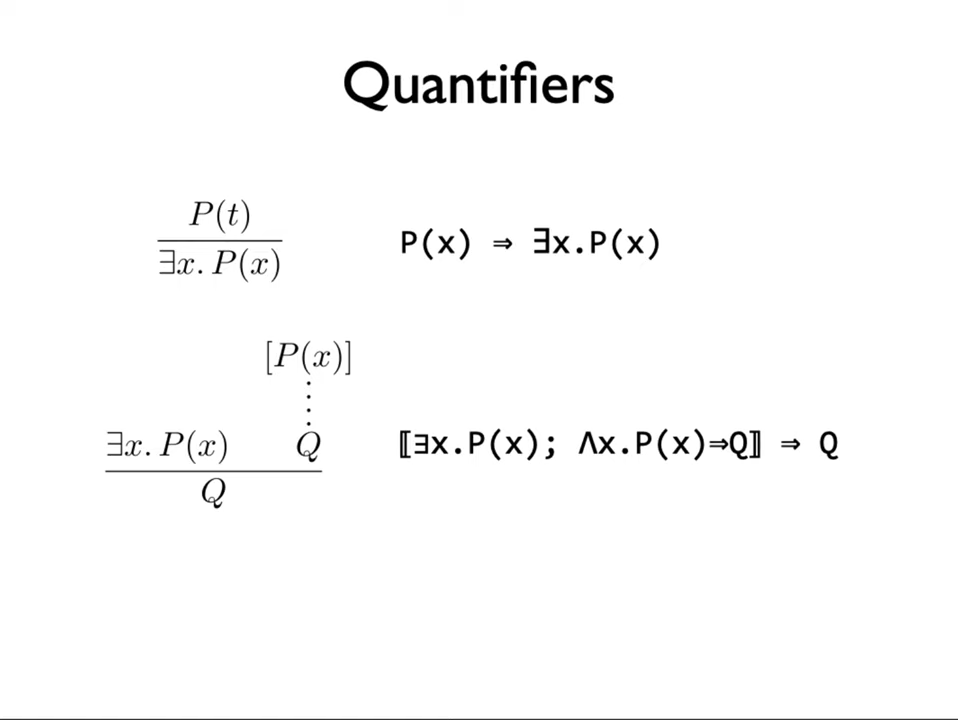 Quantifiers
P(t)
∃x. P(x)
P(x) ⇒ ∃x.P(x)
[P(x)]
⋮
∃x. P(x) Q
Q
⟦∃x.P(x); ⋀x.P(x)⇒Q⟧ ⇒ Q